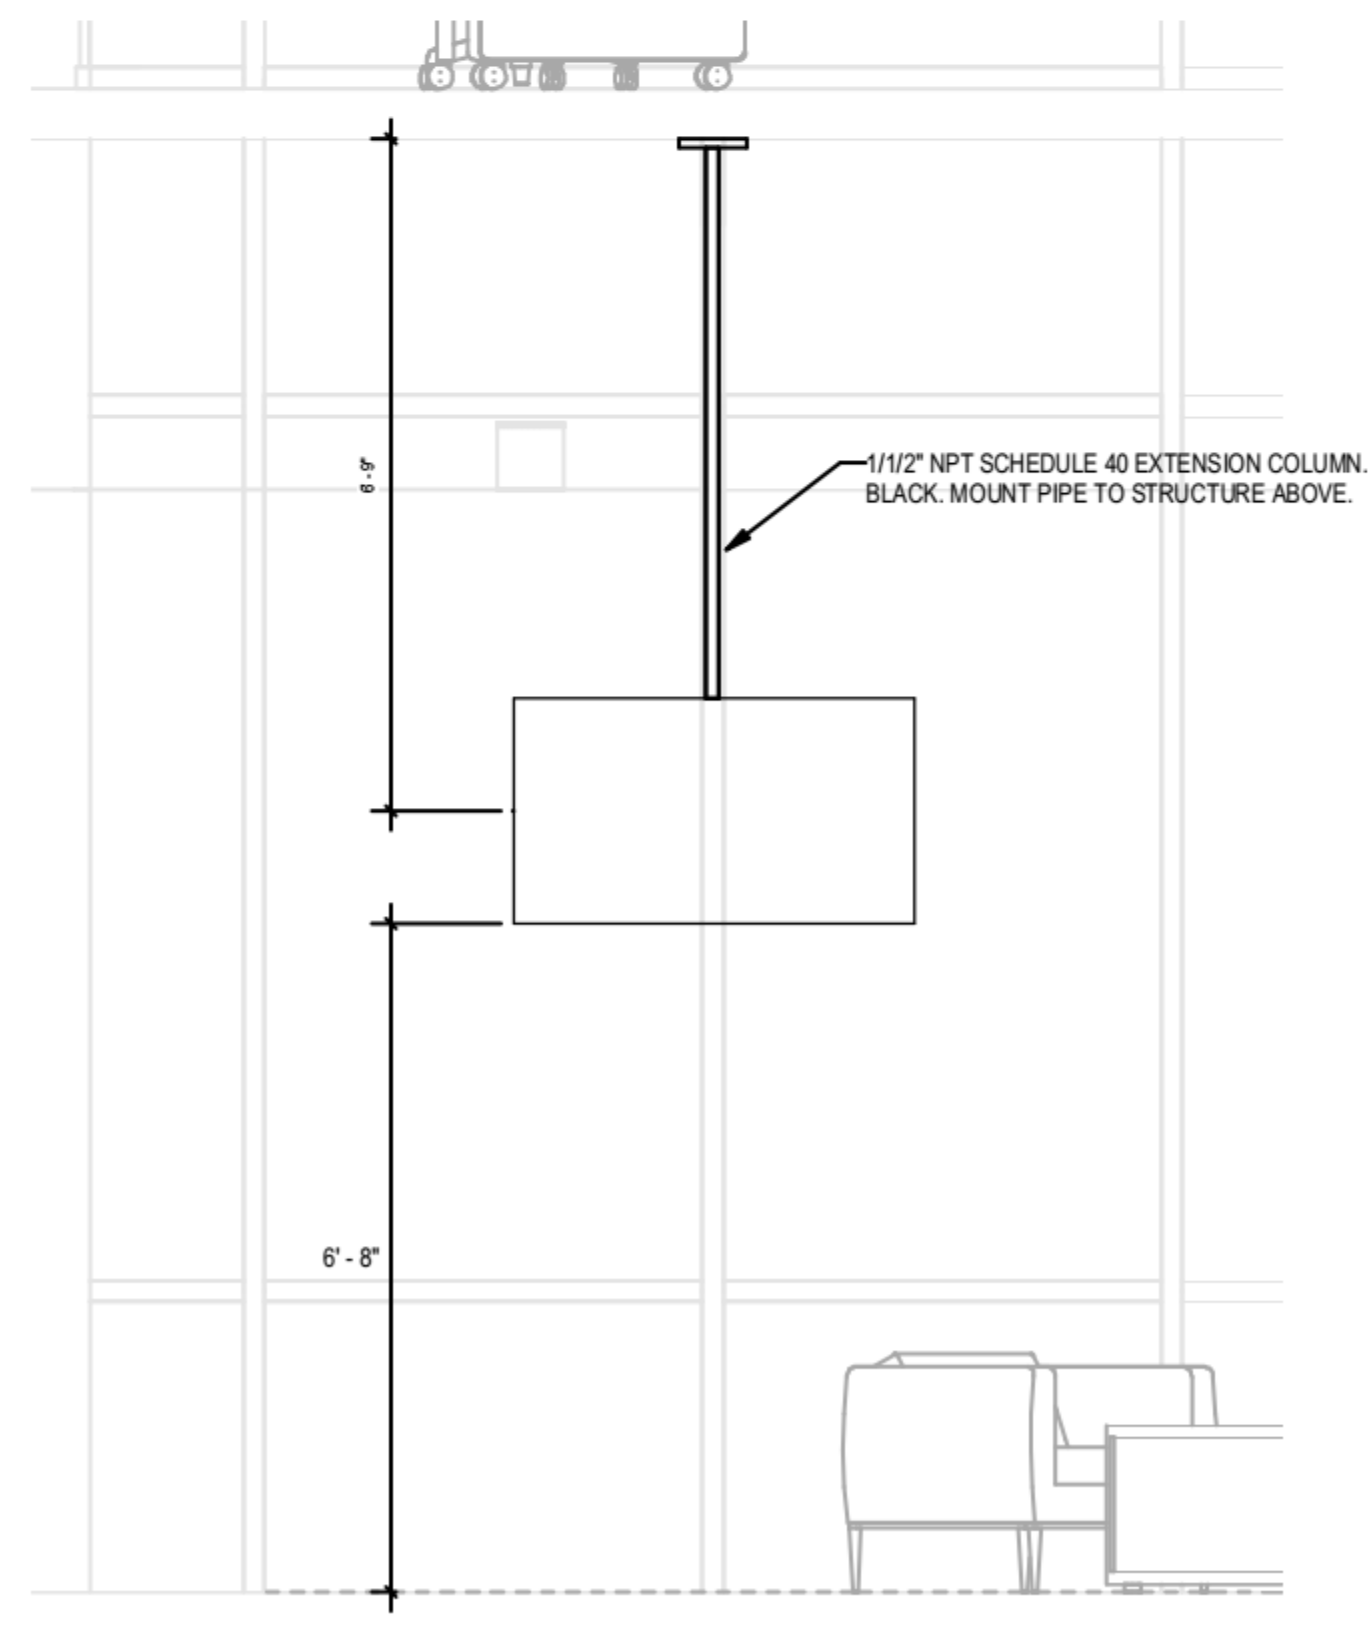 6 - 9"
1/1/2" NPT SCHEDULE 40 EXTENSION COLUMN.
BLACK. MOUNT PIPE TO STRUCTURE ABOVE.
6' - 8"